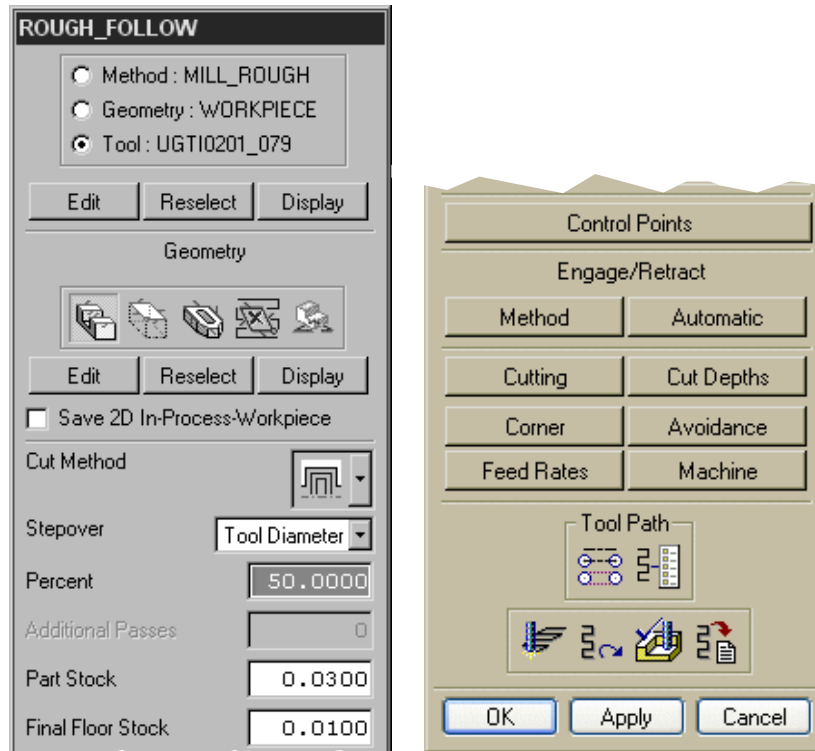 ROUGH_FOLLOW
Method : MILL_ROUGH
Geometry : WORKPIECE
Tool : UGTI0201_079
Edit Reselect Display
Geometry
Edit Reselect Display
Save 2D In-Process-Workpiece
Cut Method
Stepover Tool Diameter
Percent 50.0000
Additional Passes 0
Part Stock 0.0300
Final Floor Stock 0.0100
Control Points
Engage/Retract
Method Automatic
Cutting Cut Depths
Corner Avoidance
Feed Rates Machine
Tool Path
OK Apply Cancel